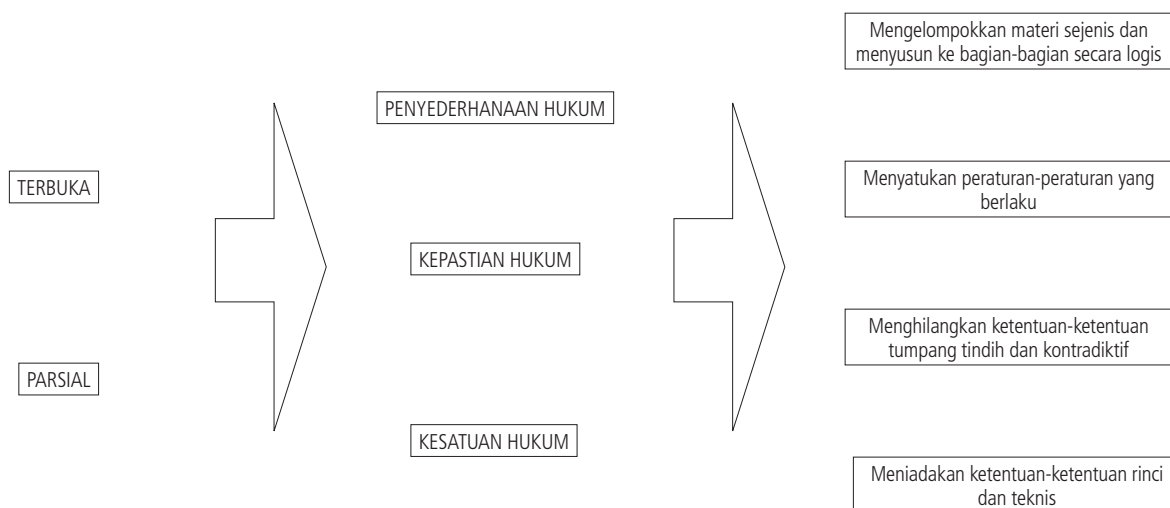 TERBUKA
PARSIAL
PENYEDERHANAAN HUKUM
KEPASTIAN HUKUM
KESATUAN HUKUM
Mengelompokkan materi sejenis dan
menyusun ke bagian-bagian secara logis
Menyatukan peraturan-peraturan yang
berlaku
Menghilangkan ketentuan-ketentuan
tumpang tindih dan kontradiktif
Meniadakan ketentuan-ketentuan rinci
dan teknis